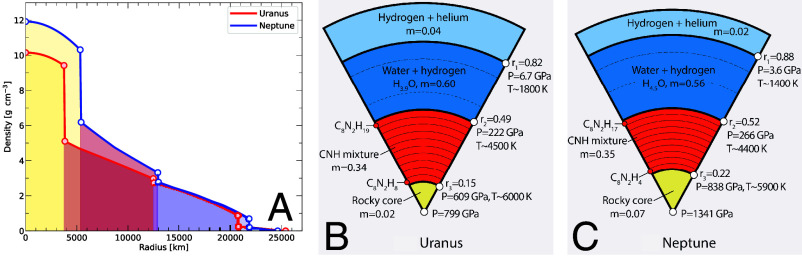 Density [g cm⁻³]
12
10
8
6
4
2
0
0
5000
10000
15000
20000
25000
Radius [km]
Uranus
Neptune
A
Hydrogen + helium
m=0.04
Water + hydrogen
m=0.60
r₁=0.82
P=6.7 GPa
T~1800 K
r₂=0.49
P=222 GPa
T~4500 K
C₈N₂H₁₉
CNH mixture
m=0.34
C₈N₂H₈
r₃=0.15
P=609 GPa, T~6000 K
Rocky core
m=0.02
P=799 GPa
B
Uranus
Hydrogen + helium
m=0.02
Water + hydrogen
m=0.56
r₁=0.88
P=3.6 GPa
T~1400 K
r₂=0.52
P=266 GPa
T~4400 K
C₈N₂H₁₇
CNH mixture
m=0.35
C₈N₂H₄
r₃=0.22
P=838 GPa, T~5900 K
Rocky core
m=0.07
P=1341 GPa
C
Neptune